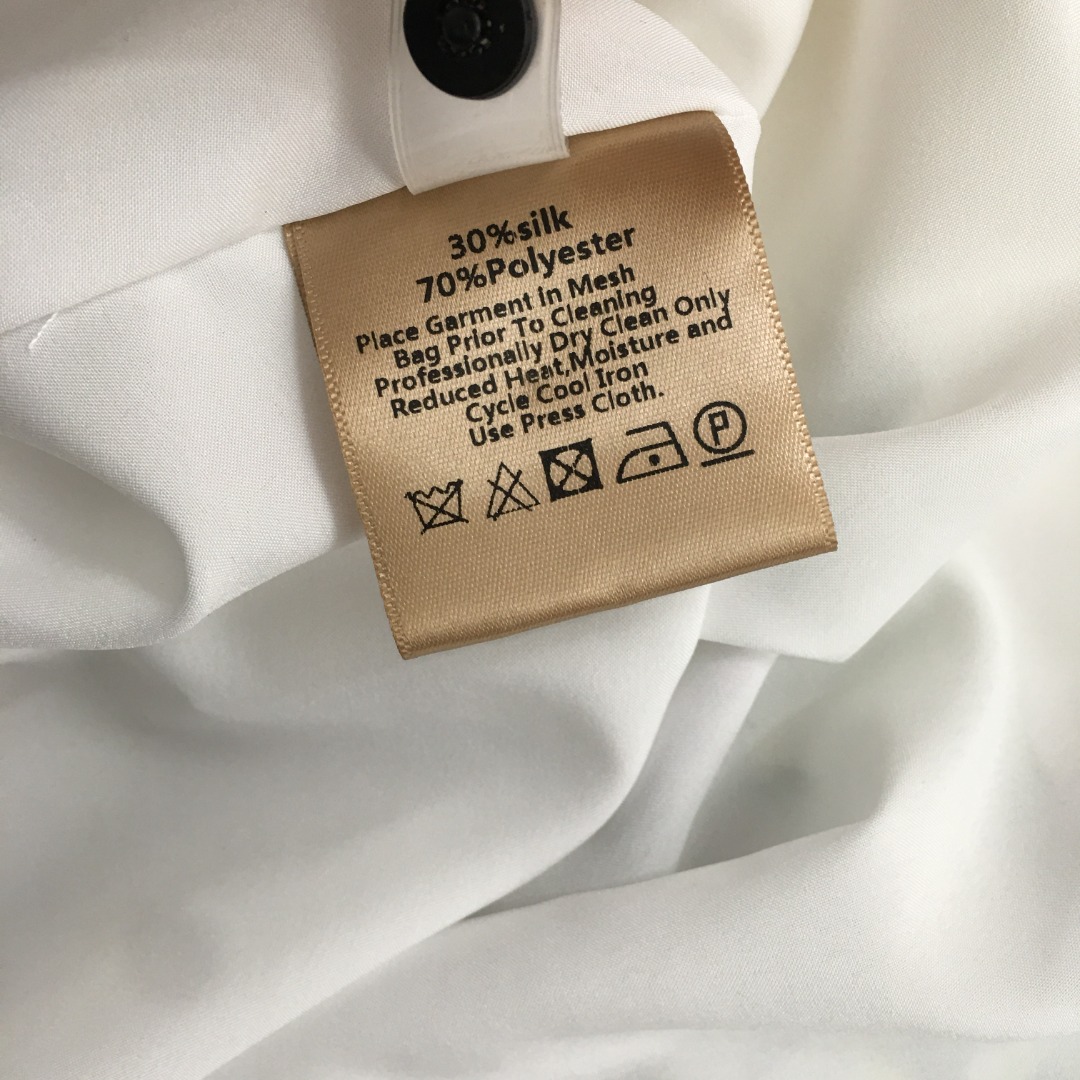 30%silk
70%Polyester
Place Garment in Mesh
Bag Prior To Cleaning
Professionally Dry Clean Only
Reduced Heat,Moisture and
Cycle Cool Iron
Use Press Cloth.
P